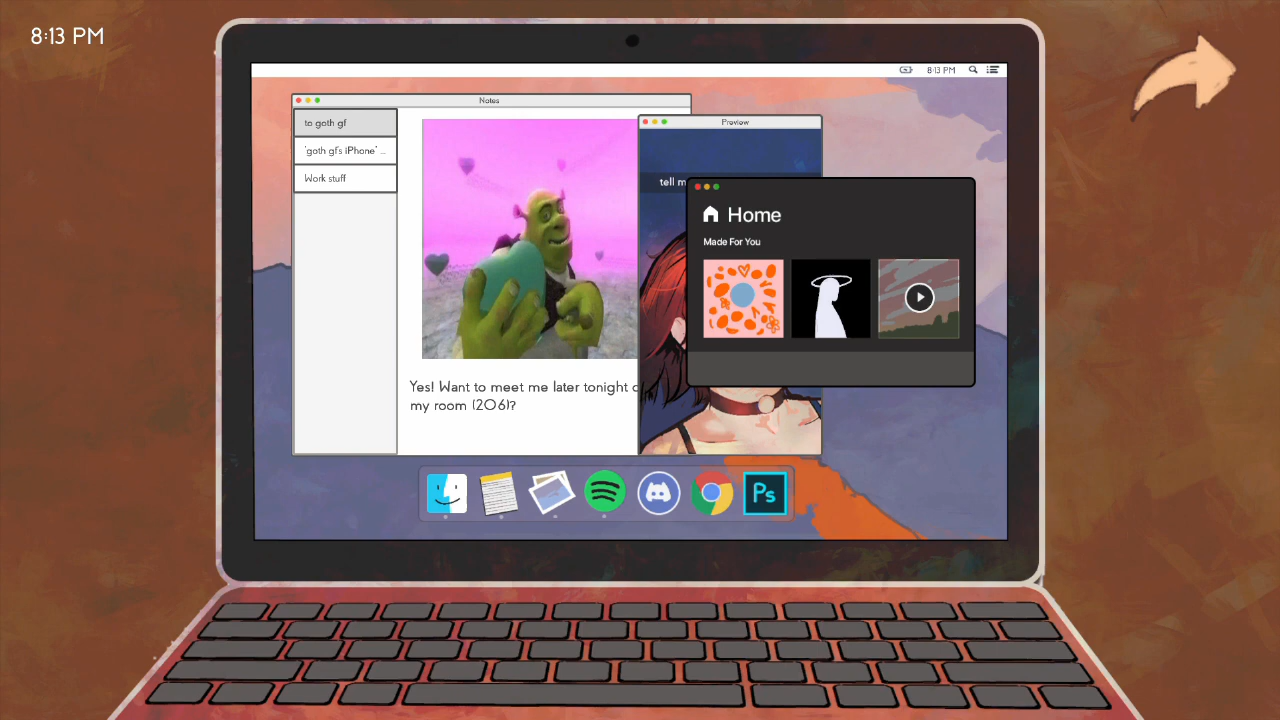 8:13 PM
8:13 PM
Notes
to goth gf
'goth gf's iPhone' ...
Work stuff
Preview
tell m
Home
Made For You
Yes! Want to meet me later tonight
my room (206)?
Ps